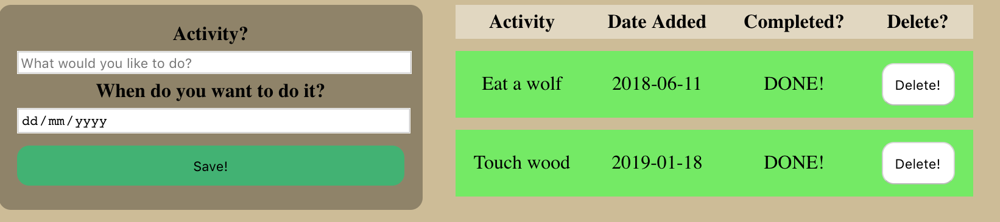 Activity?
What would you like to do?
When do you want to do it?
dd/mm/yyyy
Save!
Activity Date Added Completed? Delete?
Eat a wolf 2018-06-11 DONE! Delete!
Touch wood 2019-01-18 DONE! Delete!